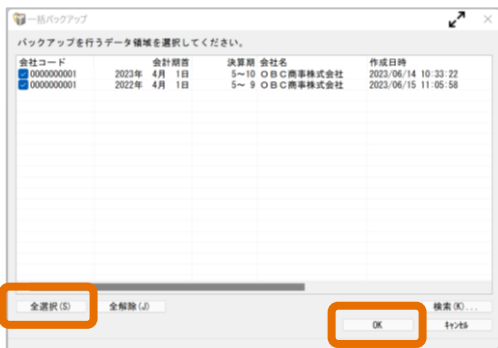 一括バックアップ
バックアップを行うデータ領域を選択してください。
会社コード 会計期首 決算期 会社名 作成日時
0000000001 2023年 4月 1日 5～10 ＯＢＣ商事株式会社 2023/06/14 10:33:22
0000000001 2022年 4月 1日 5～ 9 ＯＢＣ商事株式会社 2023/06/15 11:05:58
全選択(S) 全解除(J) 検索(K)...
OK ｷｬﾝｾﾙ